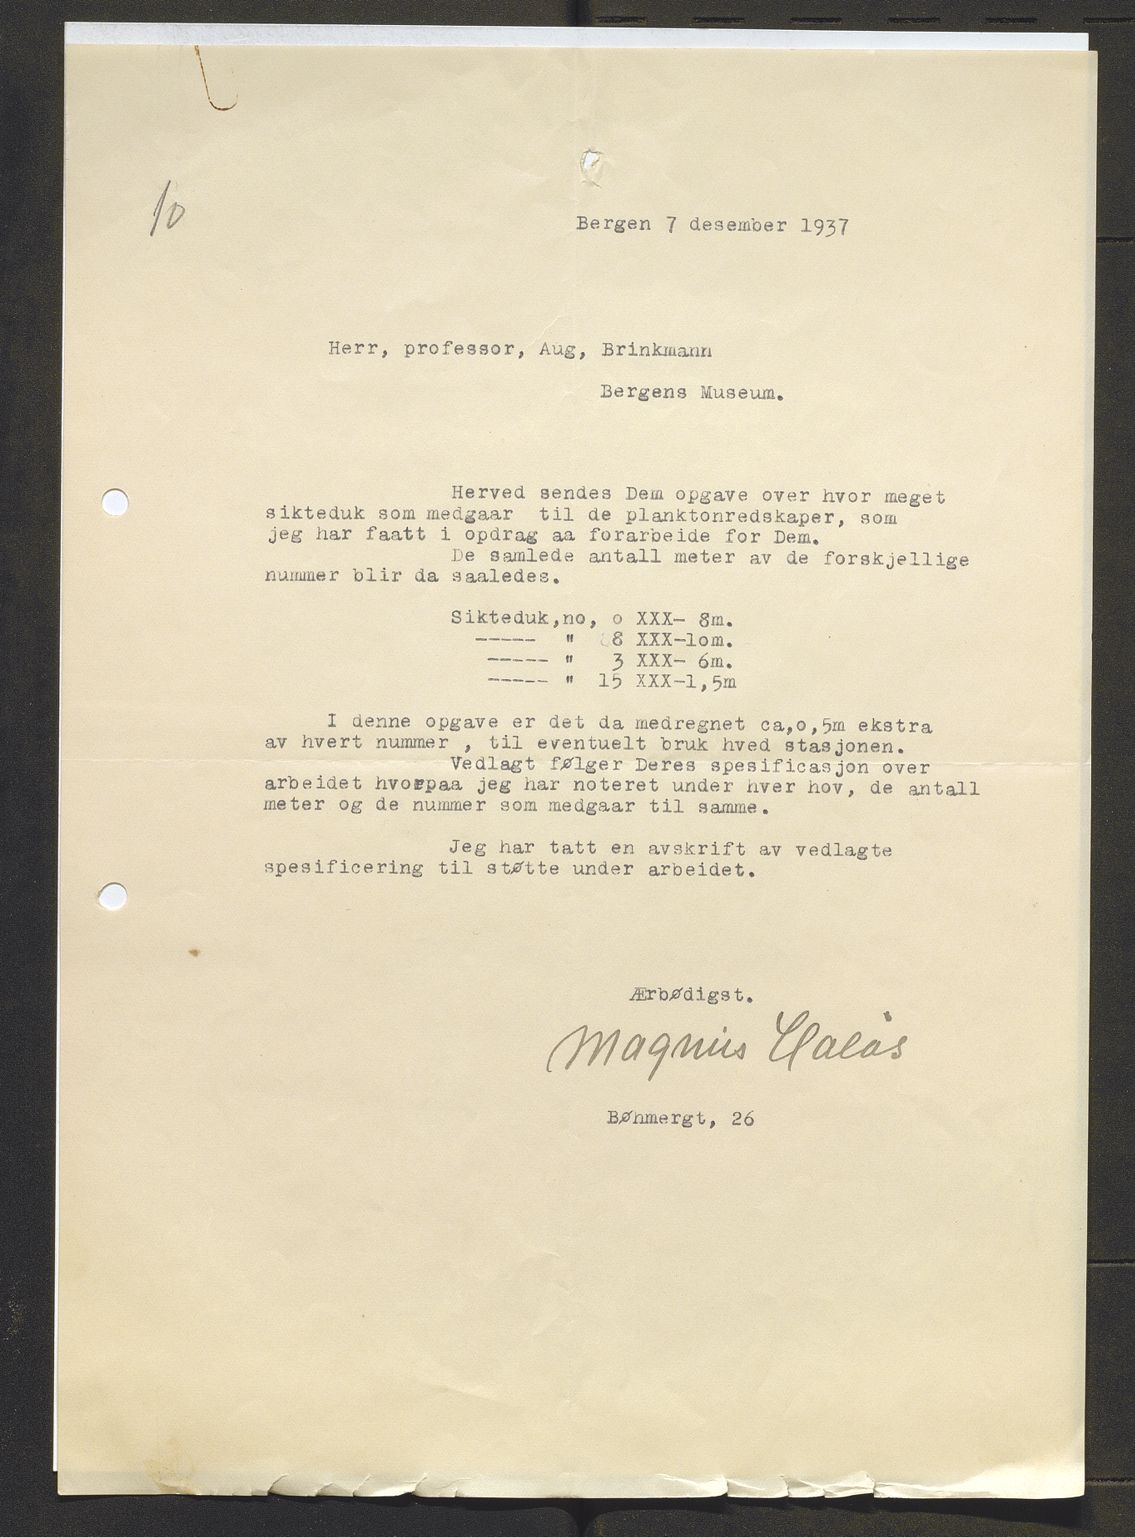 10
Bergen 7 desember 1937
Herr, professor, Aug, Brinkmann
Bergens Museum.
Herved sendes Dem opgave over hvor meget
sikteduk som medgaar til de planktonredskaper, som
jeg har faatt i opdrag aa forarbeide for Dem.
De samlede antall meter av de forskjellige
nummer blir da saaledes.
Sikteduk,no, o XXX- 8m.
----- " 8 XXX-lom.
----- " 3 XXX- 6m.
----- " 15 XXX-1,5m
I denne opgave er det da medregnet ca,o,5m ekstra
av hvert nummer , til eventuelt bruk hved stasjonen.
Vedlagt følger Deres spesificasjon over
arbeidet hvorpaa jeg har noteret under hver hov, de antall
meter og de nummer som medgaar til samme.
Jeg har tatt en avskrift av vedlagte
spesificering til støtte under arbeidet.
Ærbødigst.
Magnus Halås
Bøhmergt, 26